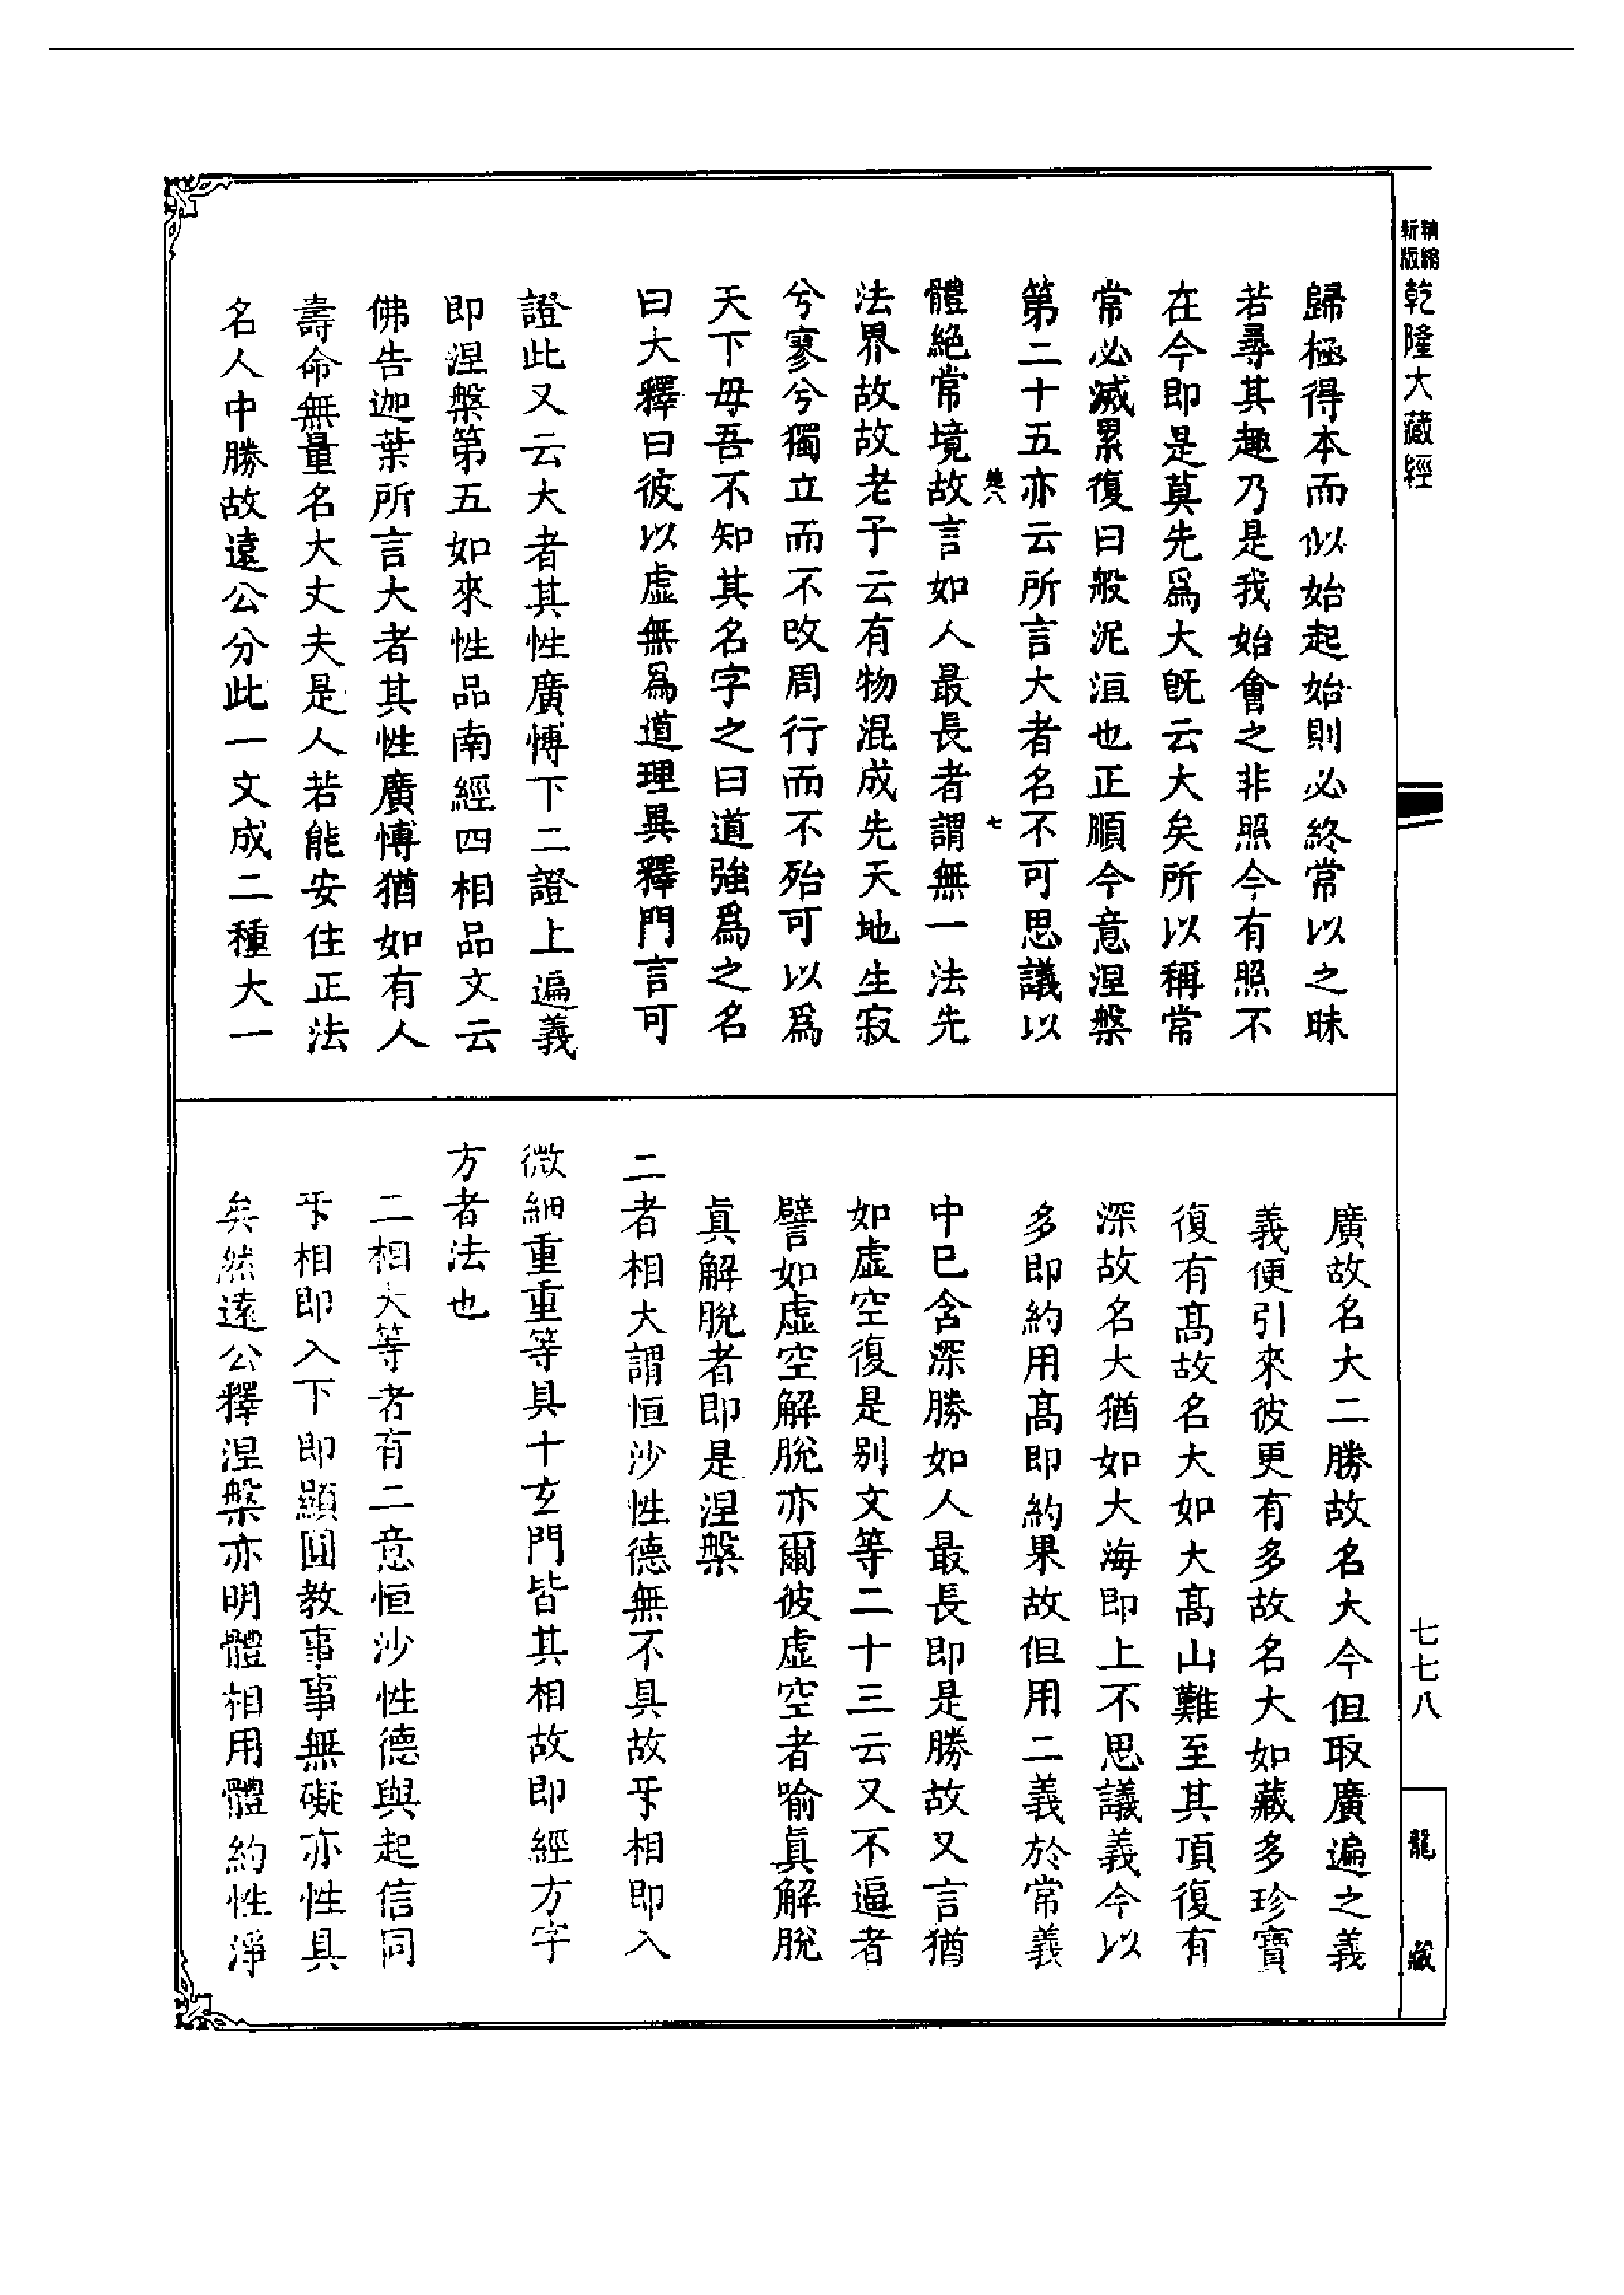 精縮
新版
乾隆大藏經
歸極得本而似始起始則必終常以之昧
若尋其趣乃是我始會之非照今有照不
在今即是莫先爲大既云大矣所以稱常
常必滅累復曰般泥洹也正順今意涅槃
第二十五亦云所言大者名不可思議以
體絕常境故言如人最長者謂無一法先
法界故故老子云有物混成先天地生寂
兮寥兮獨立而不改周行而不殆可以爲
天下母吾不知其名字之曰道強爲之名
曰大釋曰彼以虛無爲道理異釋門言可
證此又云大者其性廣愽下二證上遍義
即涅槃第五如來性品南經四相品文云
佛告迦葉所言大者其性廣愽猶如有人
壽命無量名大丈夫是人若能安住正法
名人中勝故遠公分此一文成二種大一
廣故名大二勝故名大今但取廣遍之義
義便引來彼更有多故名大如藏多珍寶
復有高故名大如大高山難至其頂復有
深故名大猶如大海即上不思議義今以
多即約用高即約果故但用二義於常義
中已含深勝如人最長即是勝故又言猶
如虛空復是別文等二十三云又不遍者
譬如虛空解脫亦爾彼虛空者喻眞解脫
眞解脫者即是涅槃
二者相大謂恒沙性德無不具故㸦相即入
微細重重等具十玄門皆其相故即經方字
方者法也
二相大等者有二意恒沙性德與起信同
㸦相即入下即顯圓教事事無礙亦性具
矣然遠公釋涅槃亦明體相用體約性淨
七七八
龍藏